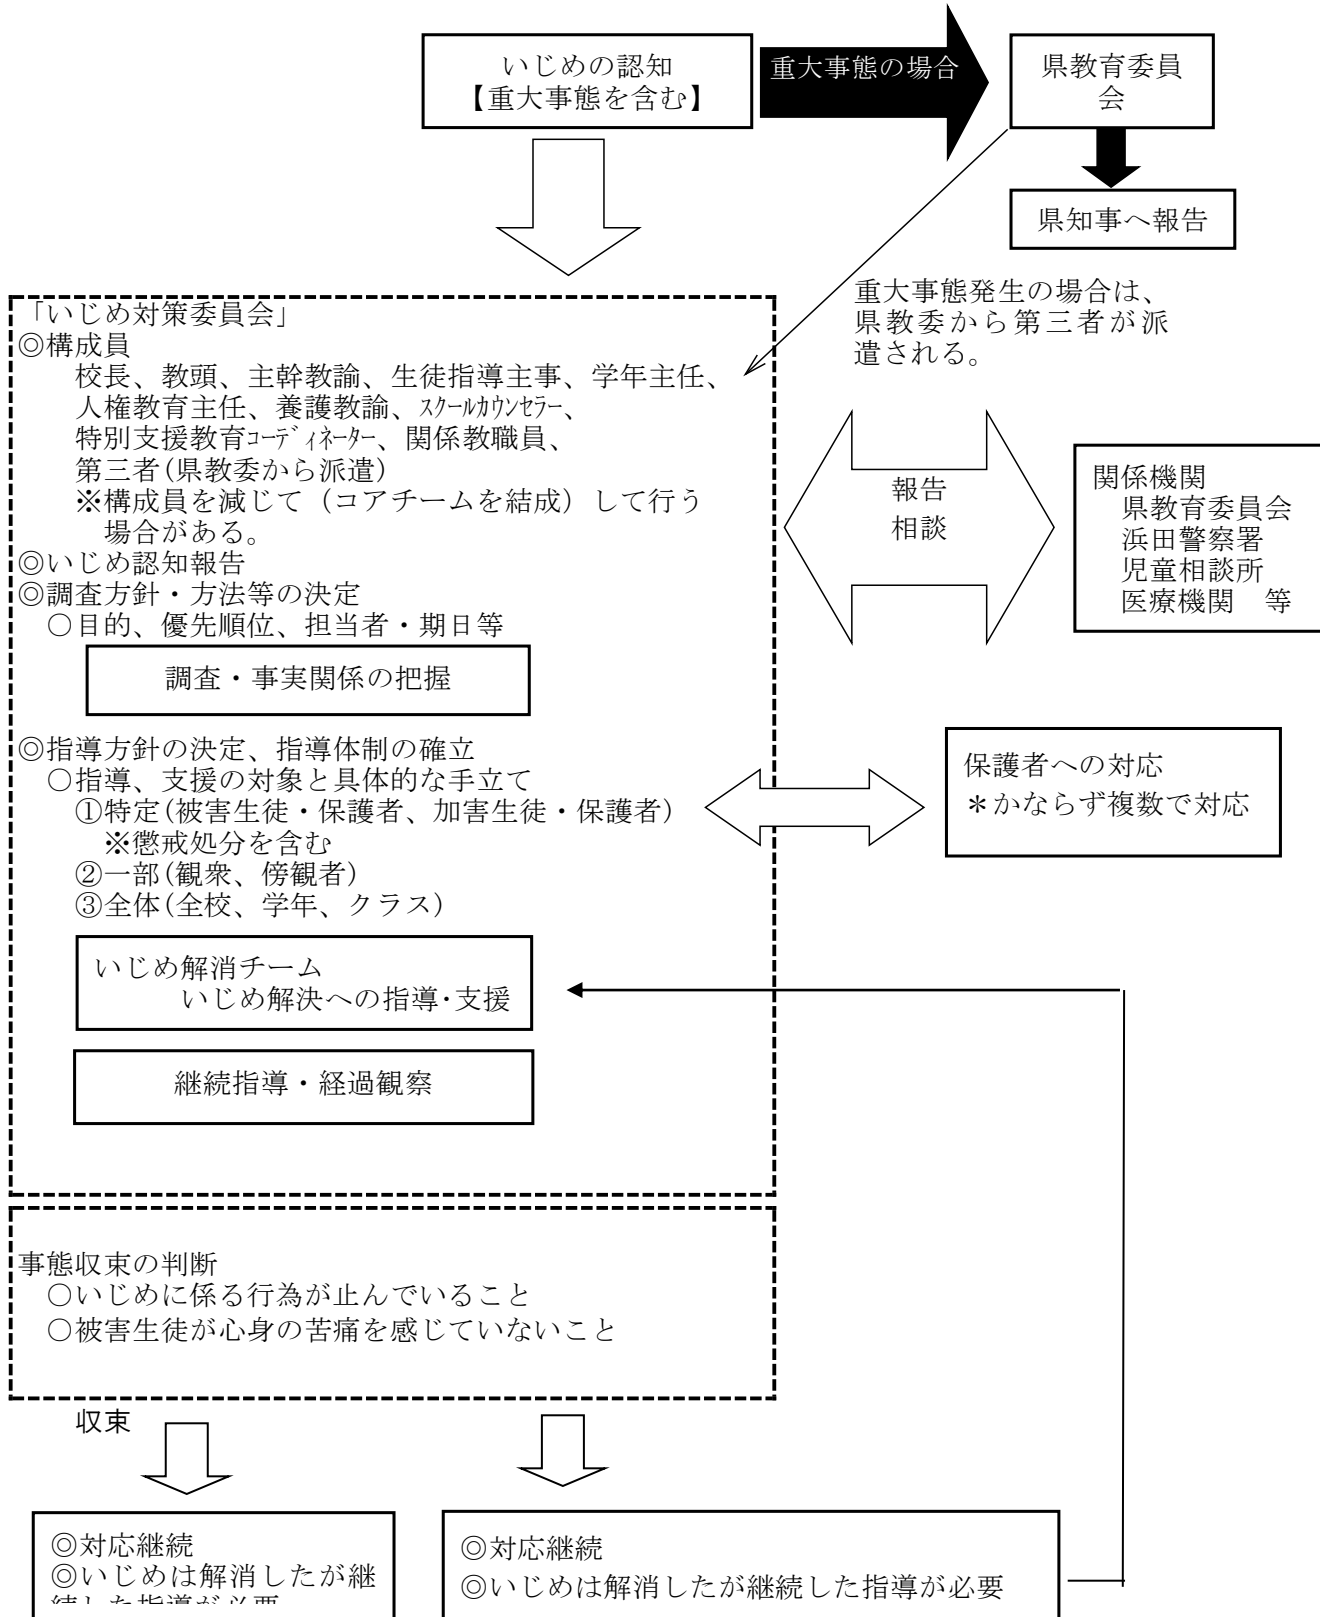 いじめの認知
【重大事態を含む】
重大事態の場合
県教育委員
会
県知事へ報告
重大事態発生の場合は、
県教委から第三者が派
遣される。
「いじめ対策委員会」
◎構成員
校長、教頭、主幹教諭、生徒指導主事、学年主任、
人権教育主任、養護教諭、ｽｸｰﾙｶｳﾝｾﾗｰ、
特別支援教育ｺｰﾃﾞｨﾈｰﾀｰ、関係教職員、
第三者(県教委から派遣)
※構成員を減じて（コアチームを結成）して行う
場合がある。
◎いじめ認知報告
◎調査方針・方法等の決定
○目的、優先順位、担当者・期日等
調査・事実関係の把握
報告
相談
関係機関
県教育委員会
浜田警察署
児童相談所
医療機関　等
◎指導方針の決定、指導体制の確立
○指導、支援の対象と具体的な手立て
①特定(被害生徒・保護者、加害生徒・保護者)
※懲戒処分を含む
②一部(観衆、傍観者)
③全体(全校、学年、クラス)
保護者への対応
＊かならず複数で対応
いじめ解消チーム
いじめ解決への指導･支援
継続指導・経過観察
事態収束の判断
○いじめに係る行為が止んでいること
○被害生徒が心身の苦痛を感じていないこと
収束
◎対応継続
◎いじめは解消したが継
続した指導が必要
◎対応継続
◎いじめは解消したが継続した指導が必要